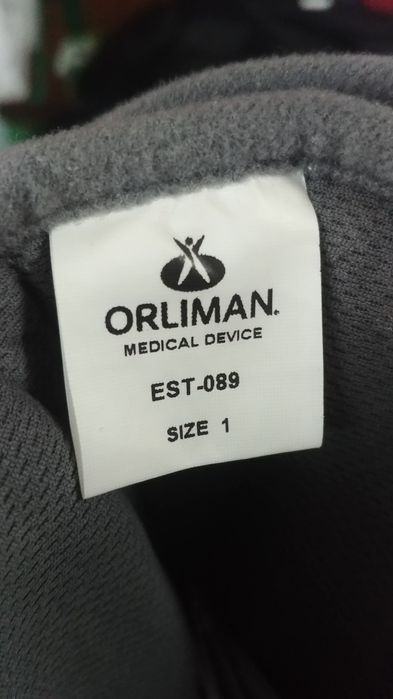 ORLIMAN.
MEDICAL DEVICE
EST-089
SIZE 1